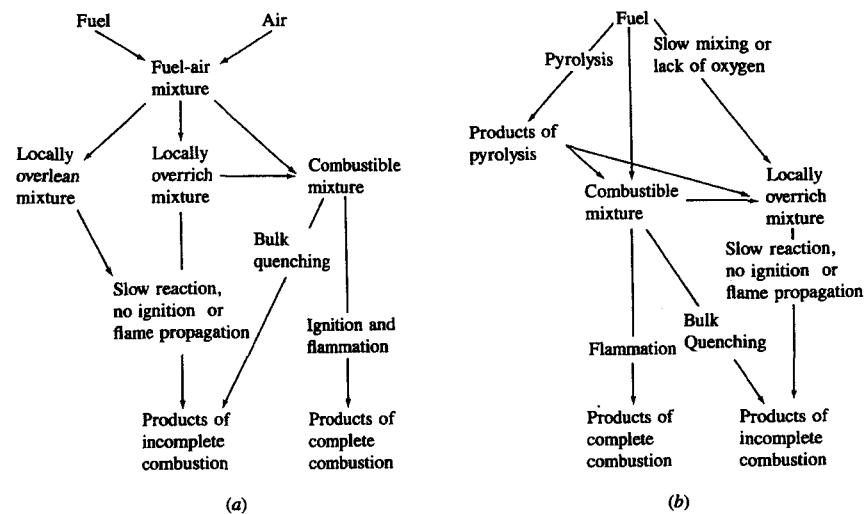 Fuel
Air
Fuel-air
mixture
Locally
overlean
mixture
Locally
overrich
mixture
Combustible
mixture
Bulk
quenching
Slow reaction,
no ignition or
flame propagation
Ignition and
flammation
Products of
incomplete
combustion
Products of
complete
combustion
(a)
Fuel
Pyrolysis
Slow mixing or
lack of oxygen
Products of
pyrolysis
Combustible
mixture
Locally
overrich
mixture
Slow reaction,
no ignition or
flame propagation
Flammation
Bulk
Quenching
Products of
complete
combustion
Products of
incomplete
combustion
(b)